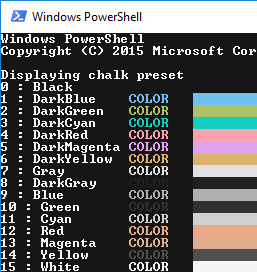 Windows PowerShell
Windows PowerShell
Copyright (C) 2015 Microsoft Cor
Displaying chalk preset
0 : Black
1 : DarkBlue COLOR
2 : DarkGreen COLOR
3 : DarkCyan COLOR
4 : DarkRed COLOR
5 : DarkMagenta COLOR
6 : DarkYellow COLOR
7 : Gray COLOR
8 : DarkGray COLOR
9 : Blue COLOR
10 : Green COLOR
11 : Cyan COLOR
12 : Red COLOR
13 : Magenta COLOR
14 : Yellow COLOR
15 : White COLOR